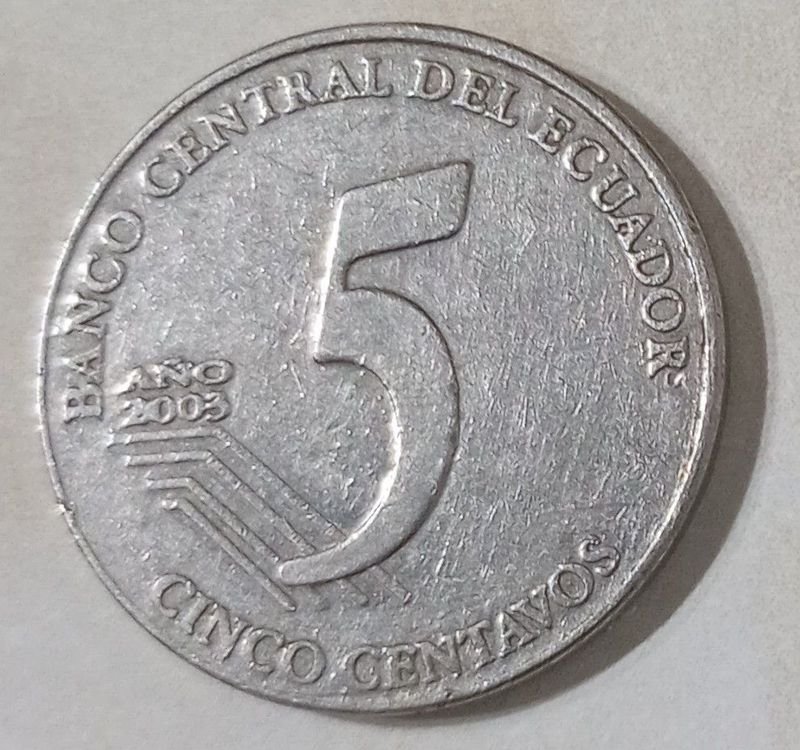 BANCO CENTRAL DEL ECUADOR
5
AÑO
2003
CINCO CENTAVOS